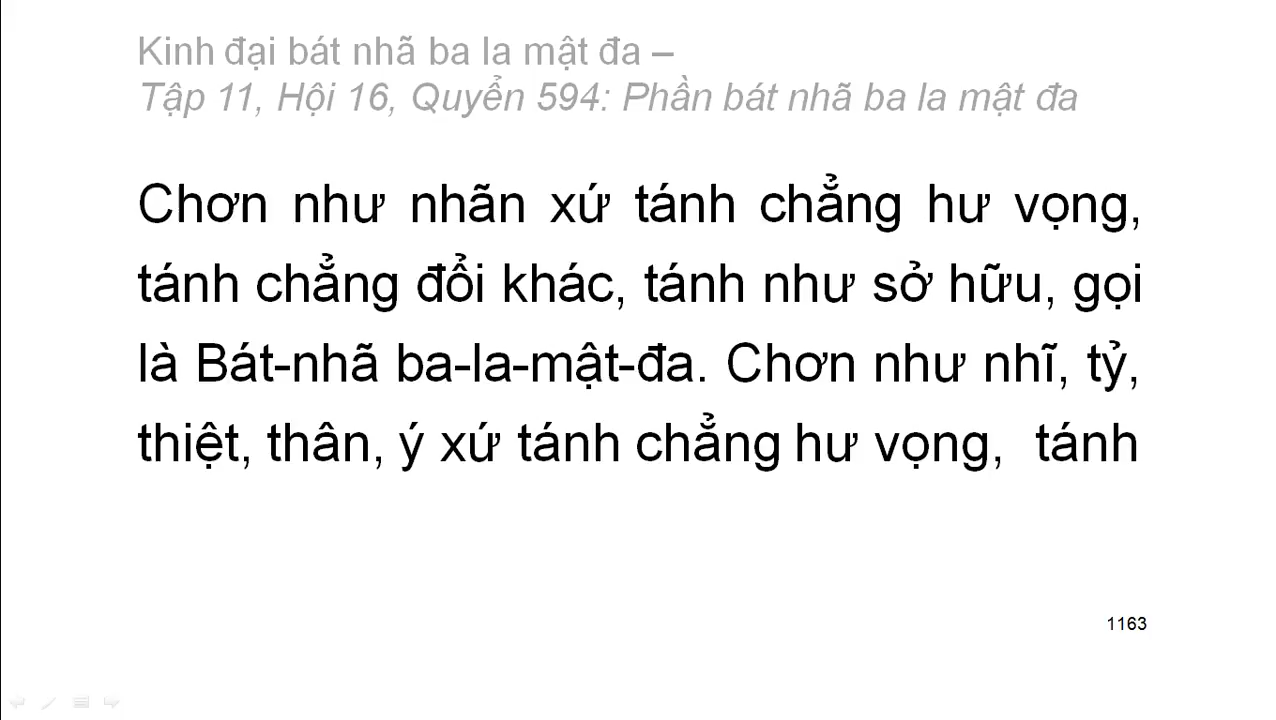 Kinh đại bát nhã ba la mật đa –
Tập 11, Hội 16, Quyển 594: Phần bát nhã ba la mật đa
Chơn như nhãn xứ tánh chẳng hư vọng,
tánh chẳng đổi khác, tánh như sở hữu, gọi
là Bát-nhã ba-la-mật-đa. Chơn như nhĩ, tỷ,
thiệt, thân, ý xứ tánh chẳng hư vọng, tánh
1163